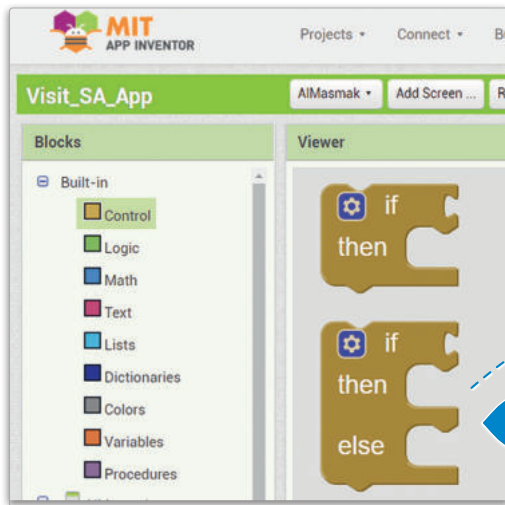 MIT
APP INVENTOR
Projects
Connect
Visit_SA_App
AlMasmak
Add Screen ...
Blocks
Viewer
Built-in
Control
Logic
Math
Text
Lists
Dictionaries
Colors
Variables
Procedures
if
then
if
then
else